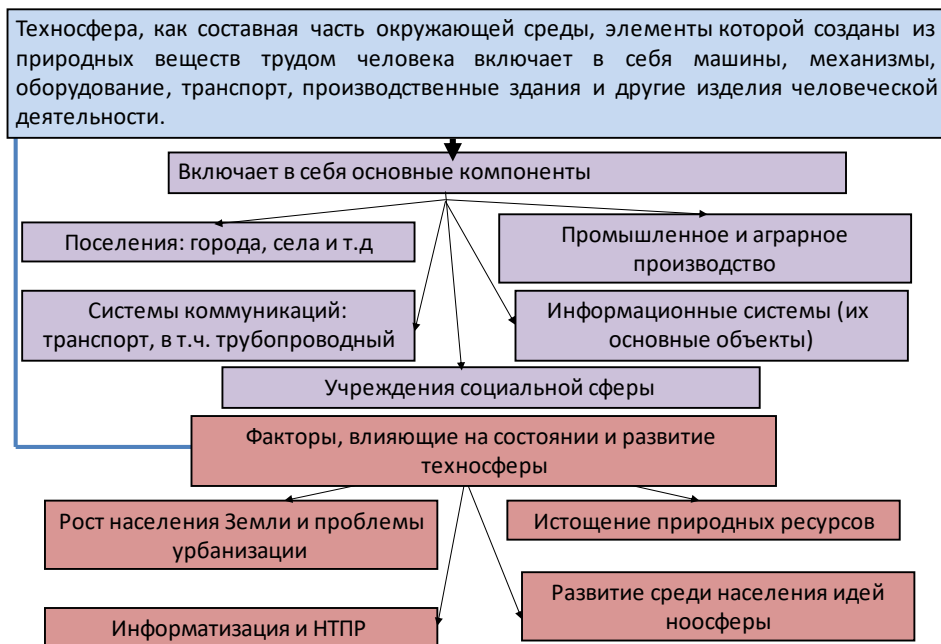 Техносфера, как составная часть окружающей среды, элементы которой созданы из
природных веществ трудом человека включает в себя машины, механизмы,
оборудование, транспорт, производственные здания и другие изделия человеческой
деятельности.
Включает в себя основные компоненты
Поселения: города, села и т.д
Промышленное и аграрное
производство
Системы коммуникаций:
транспорт, в т.ч. трубопроводный
Информационные системы (их
основные объекты)
Учреждения социальной сферы
Факторы, влияющие на состоянии и развитие
техносферы
Рост населения Земли и проблемы
урбанизации
Истощение природных ресурсов
Информатизация и НТПР
Развитие среди населения идей
ноосферы